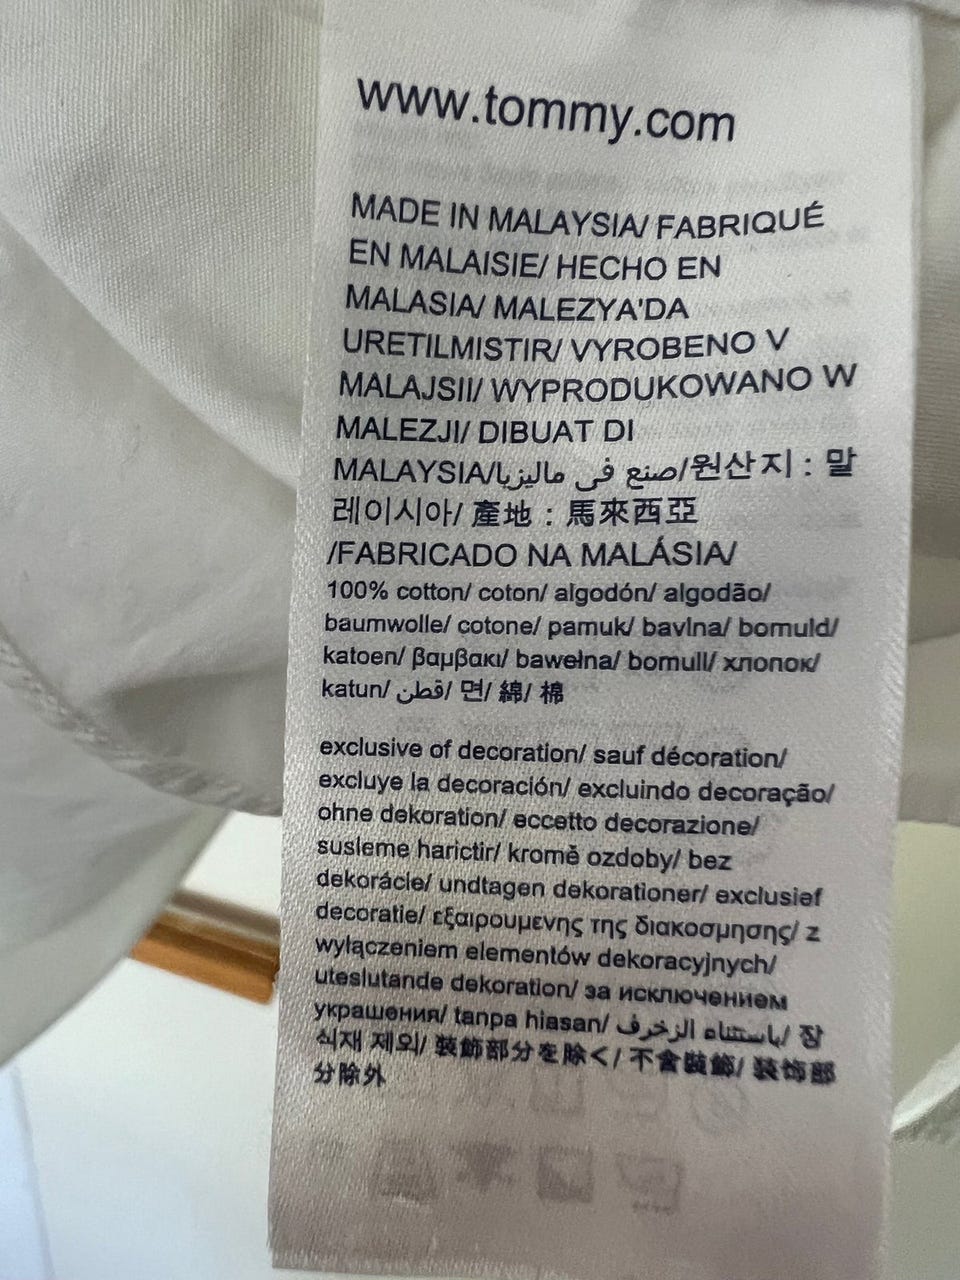 www.tommy.com
MADE IN MALAYSIA/ FABRIQUÉ
EN MALAISIE/ HECHO EN
MALASIA/ MALEZYA'DA
URETILMISTIR/ VYROBENO V
MALAJSII/ WYPRODUKOWANO W
MALEZJI/ DIBUAT DI
MALAYSIA/صنع في ماليزيا/원산지 : 말
레이시아/ 產地 : 馬來西亞
/FABRICADO NA MALÁSIA/
100% cotton/ coton/ algodón/ algodão/
baumwolle/ cotone/ pamuk/ bavlna/ bomuld/
katoen/ βαμβακι/ bawełna/ bomull/ хлопок/
katun/ قطن/ 면/ 綿/ 棉
exclusive of decoration/ sauf décoration/
excluye la decoración/ excluindo decoração/
ohne dekoration/ eccetto decorazione/
susleme harictir/ kromě ozdoby/ bez
dekorácie/ undtagen dekorationer/ exclusief
decoratie/ εξαιρουμενης της διακοσμησης/ z
wyłączeniem elementów dekoracyjnych/
uteslutande dekoration/ за исключением
украшения/ tanpa hiasan/ باستثناء الزخرف/ 장
식재 제외/ 装飾部分を除く/ 不含裝飾/ 装饰部
分除外